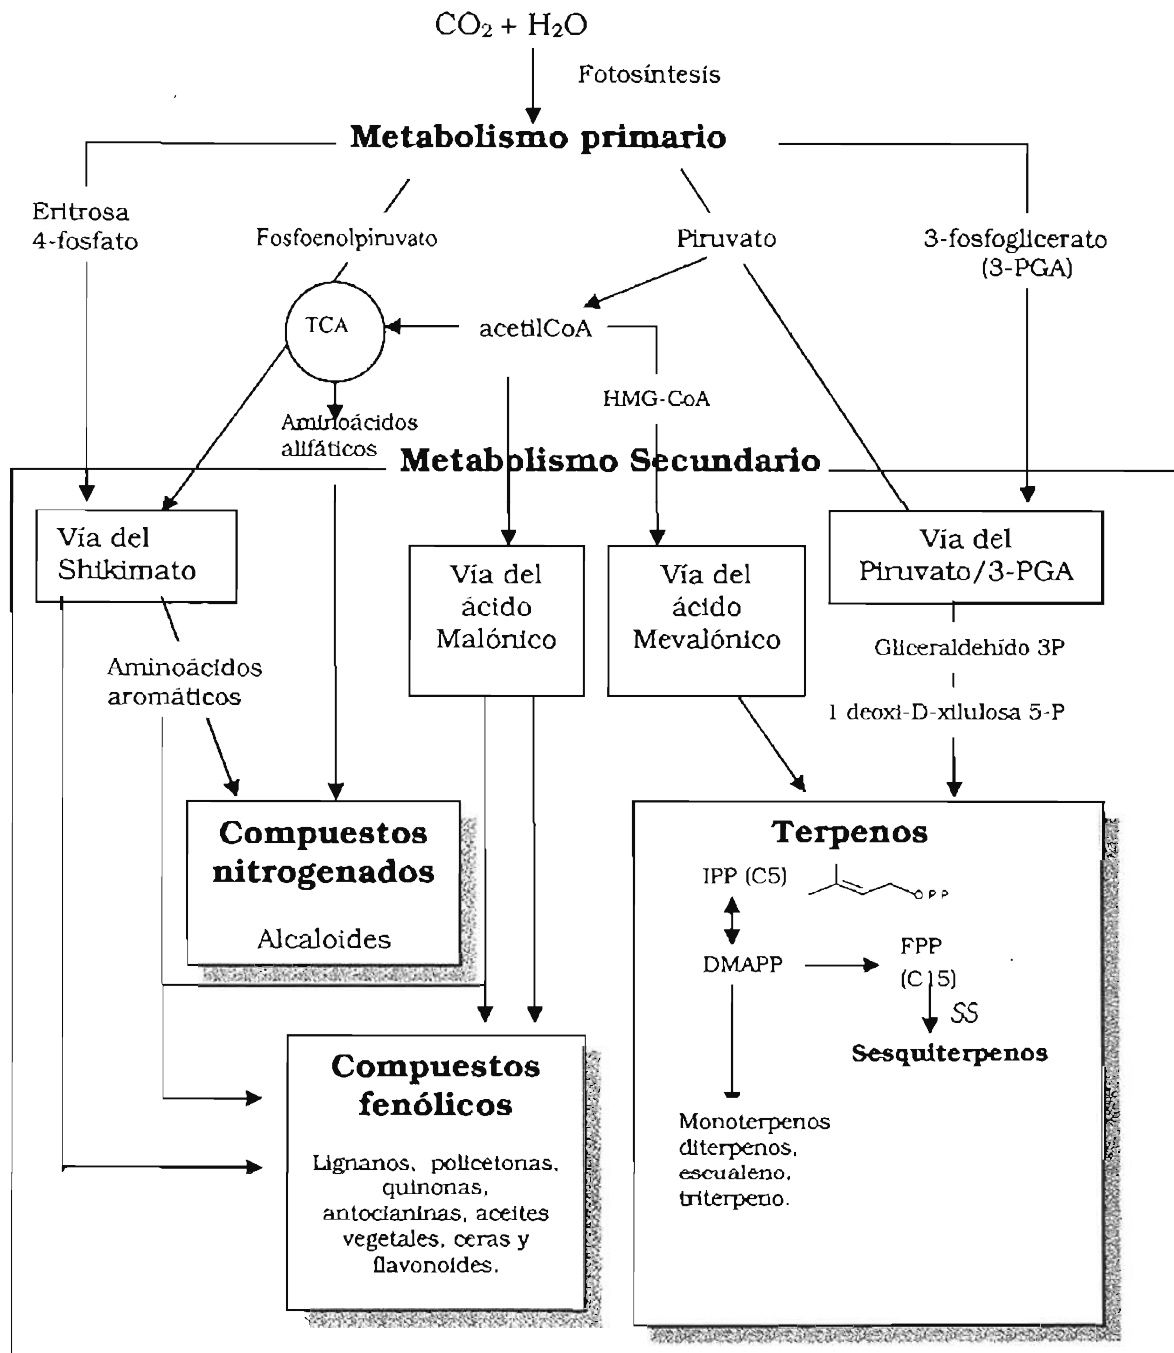 CO2 + H2O
Fotosíntesis
Metabolismo primario
Eritrosa
4-fosfato
Fosfoenolpiruvato
Piruvato
3-fosfoglicerato
(3-PGA)
TCA
acetilCoA
HMG-CoA
Aminoácidos
alifáticos
Metabolismo Secundario
Vía del
Shikimato
Vía del
ácido
Malónico
Vía del
ácido
Mevalónico
Vía del
Piruvato/3-PGA
Gliceraldehído 3P
1 deoxi-D-xilulosa 5-P
Aminoácidos
aromáticos
Compuestos
nitrogenados
Alcaloides
Terpenos
IPP (C5)
OPP
DMAPP
FPP
(C15)
SS
Sesquiterpenos
Monoterpenos
diterpenos,
escualeno,
triterpeno.
Compuestos
fenólicos
Lignanos, policetonas,
quinonas,
antocianinas, aceites
vegetales, ceras y
flavonoides.